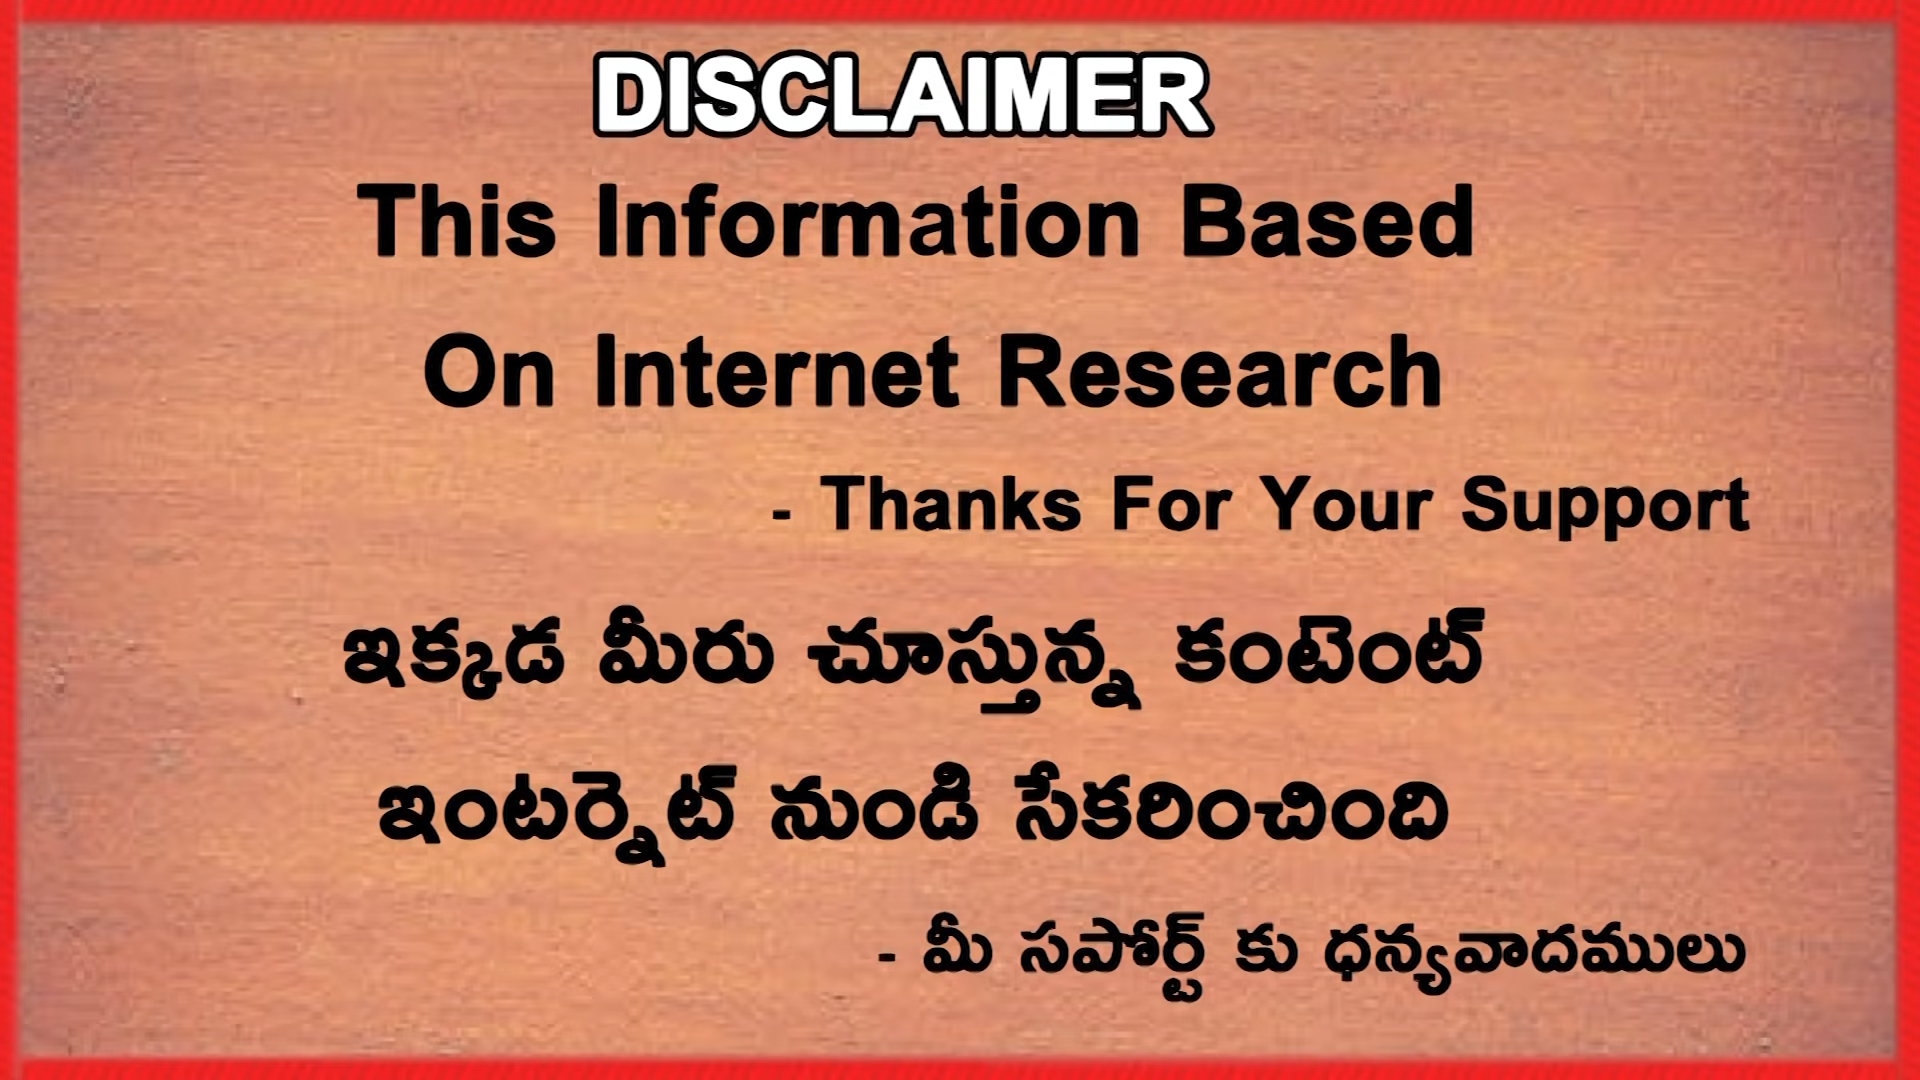 DISCLAIMER
This Information Based
On Internet Research
- Thanks For Your Support
ఇక్కడ మీరు చూస్తున్న కంటెంట్
ఇంటర్నెట్ నుండి సేకరించింది
- మీ సపోర్ట్ కు ధన్యవాదములు